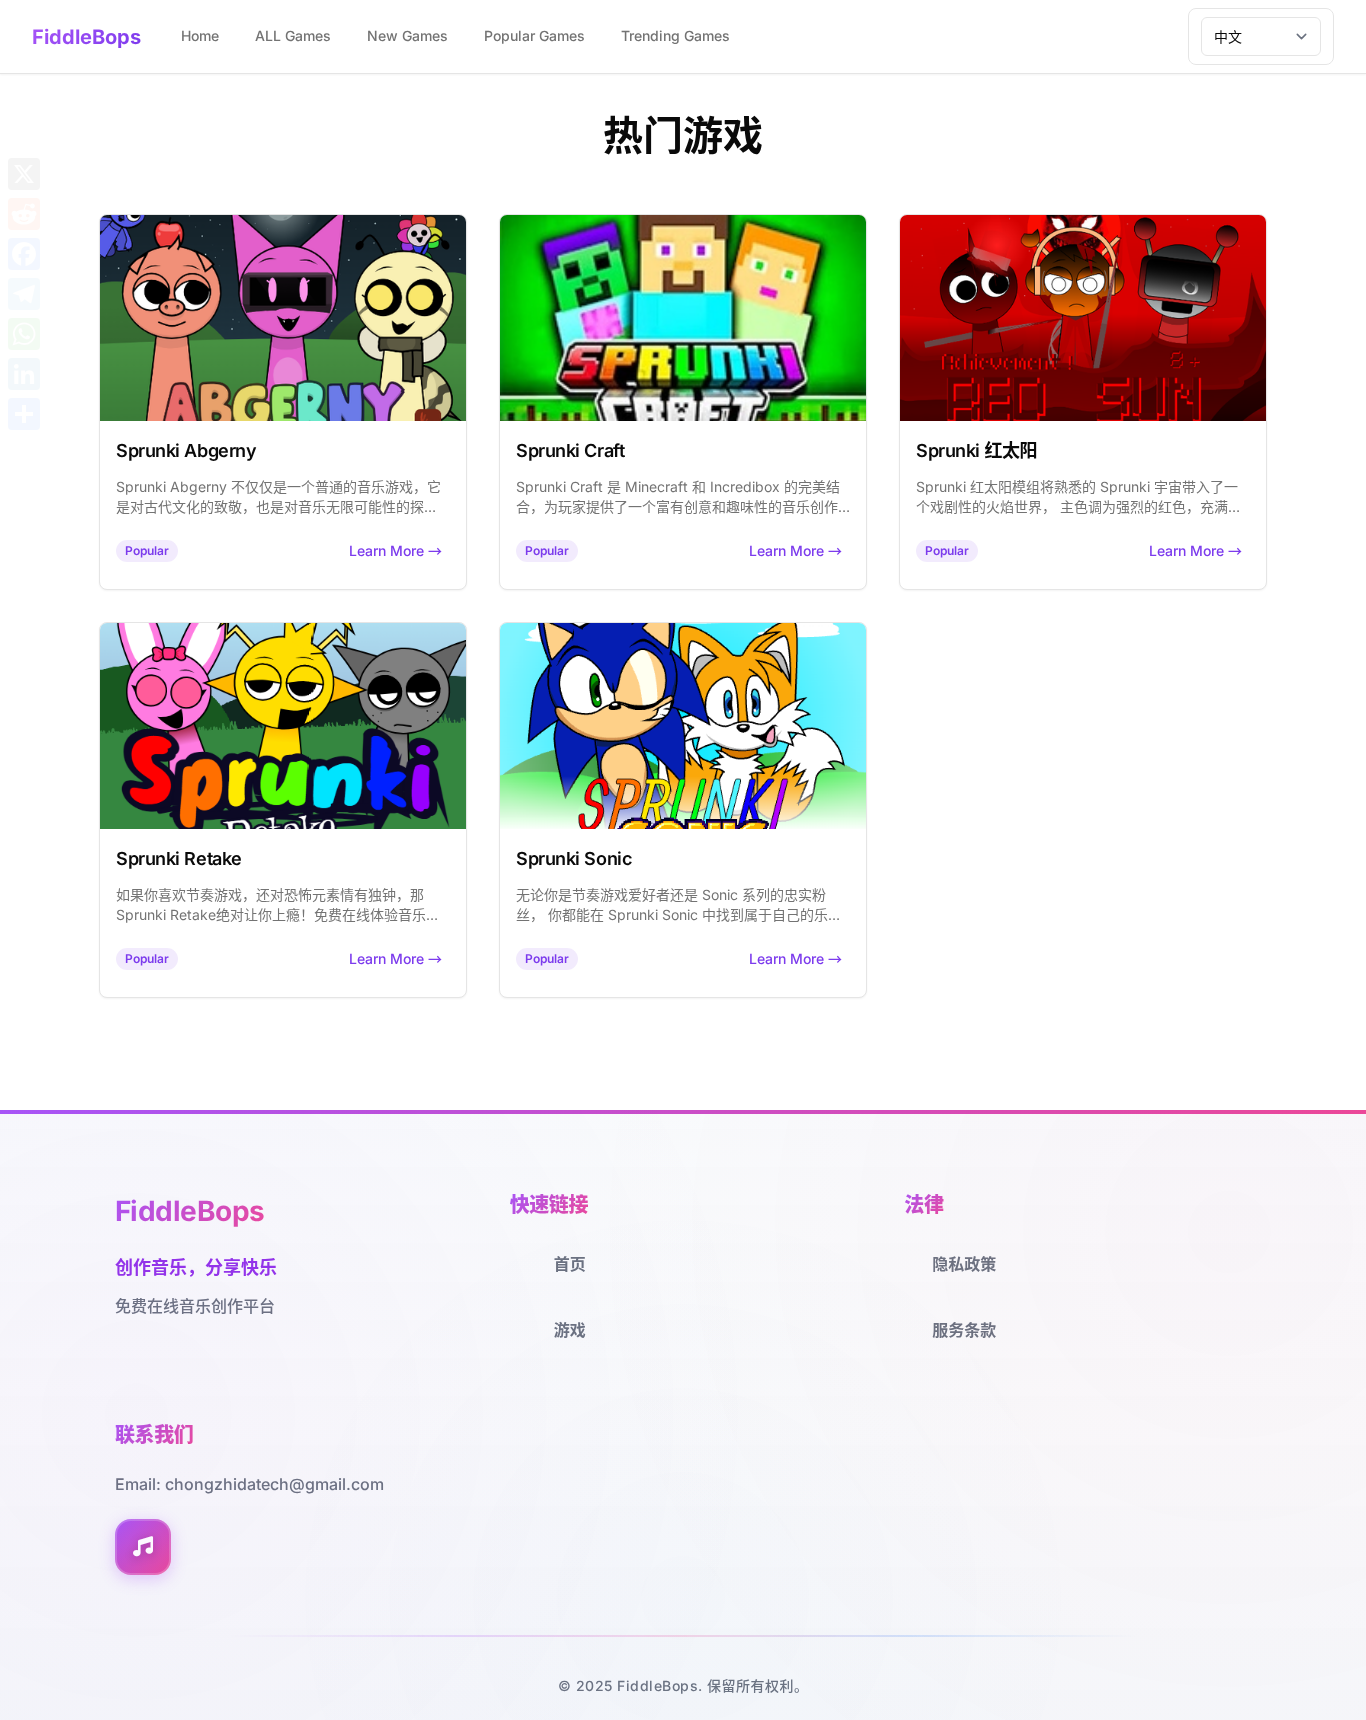 FiddleBops
Home
ALL Games
New Games
Popular Games
Trending Games
中文
热门游戏
ABGERNY
SPRUNKI
CRAFT
Achievement!
8+
RED SUN
Sprunki Abgerny
Sprunki Abgerny 不仅仅是一个普通的音乐游戏，它
是对古代文化的致敬，也是对音乐无限可能性的探...
Popular
Learn More →
Sprunki Craft
Sprunki Craft 是 Minecraft 和 Incredibox 的完美结
合，为玩家提供了一个富有创意和趣味性的音乐创作...
Popular
Learn More →
Sprunki 红太阳
Sprunki 红太阳模组将熟悉的 Sprunki 宇宙带入了一
个戏剧性的火焰世界， 主色调为强烈的红色，充满...
Popular
Learn More →
Sprunki
Retake
SPRUNKI
SONIC
Sprunki Retake
如果你喜欢节奏游戏，还对恐怖元素情有独钟，那
Sprunki Retake绝对让你上瘾！免费在线体验音乐...
Popular
Learn More →
Sprunki Sonic
无论你是节奏游戏爱好者还是 Sonic 系列的忠实粉
丝， 你都能在 Sprunki Sonic 中找到属于自己的乐...
Popular
Learn More →
FiddleBops
创作音乐，分享快乐
免费在线音乐创作平台
快速链接
首页
游戏
法律
隐私政策
服务条款
联系我们
Email: chongzhidatech@gmail.com
© 2025 FiddleBops. 保留所有权利。